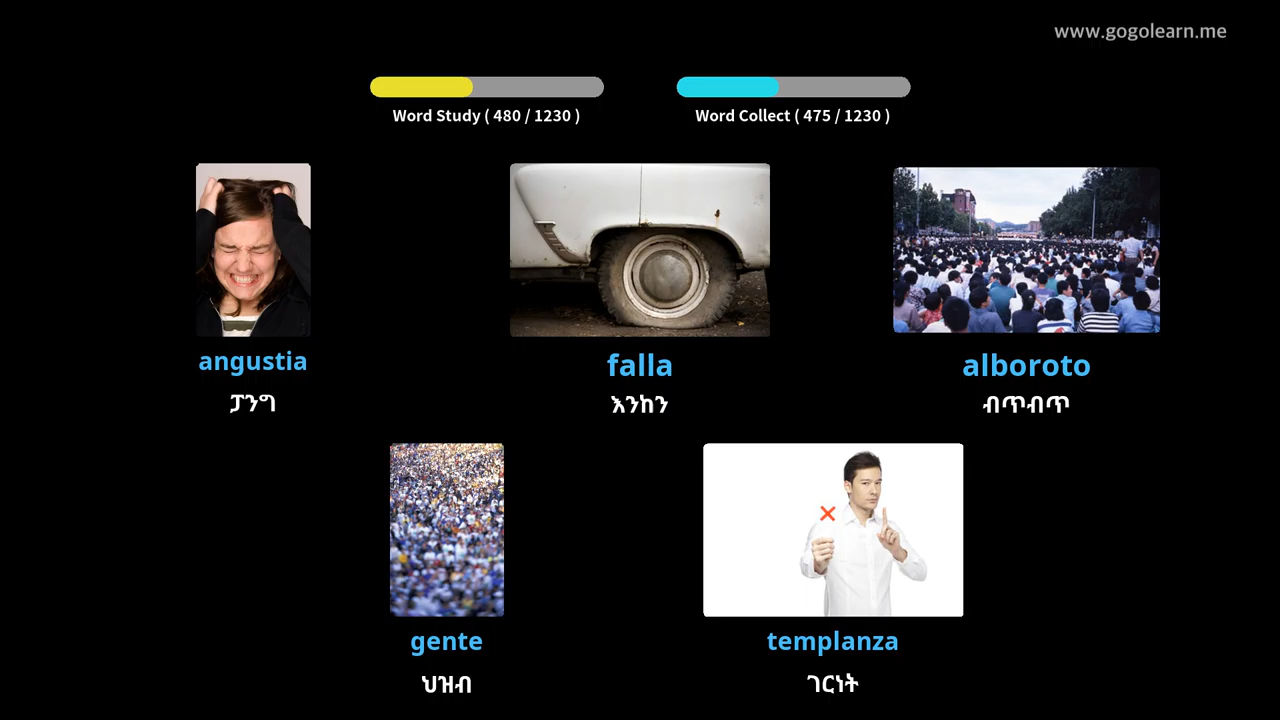 www.gogolearn.me
Word Study ( 480 / 1230 )
Word Collect ( 475 / 1230 )
angustia
falla
alboroto
ፓንግ
እንከን
ብጥብጥ
gente
templanza
ህዝብ
ገርነት